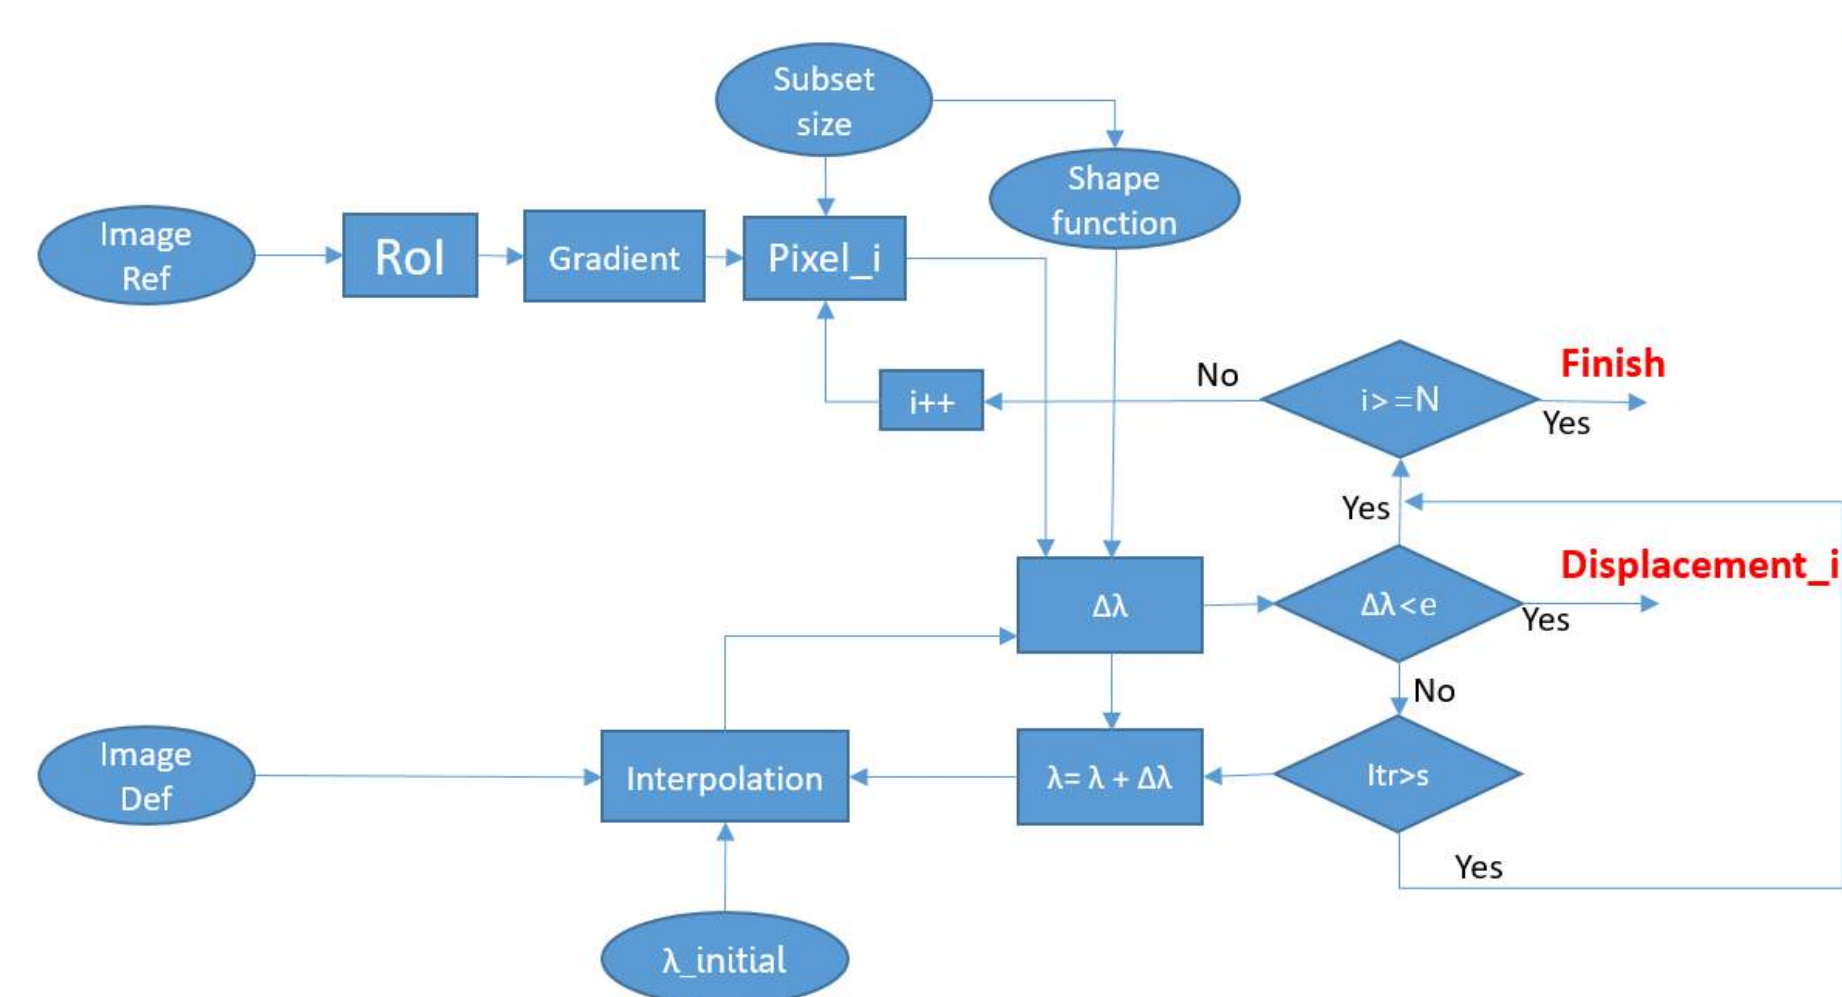 Subset
size
Shape
function
Image
Ref
RoI
Gradient
Pixel_i
No
i>=N
Finish
Yes
i++
Yes
Displacement_i
Δλ
Δλ<e
Yes
No
Image
Def
Interpolation
λ= λ + Δλ
Itr>s
Yes
λ_initial